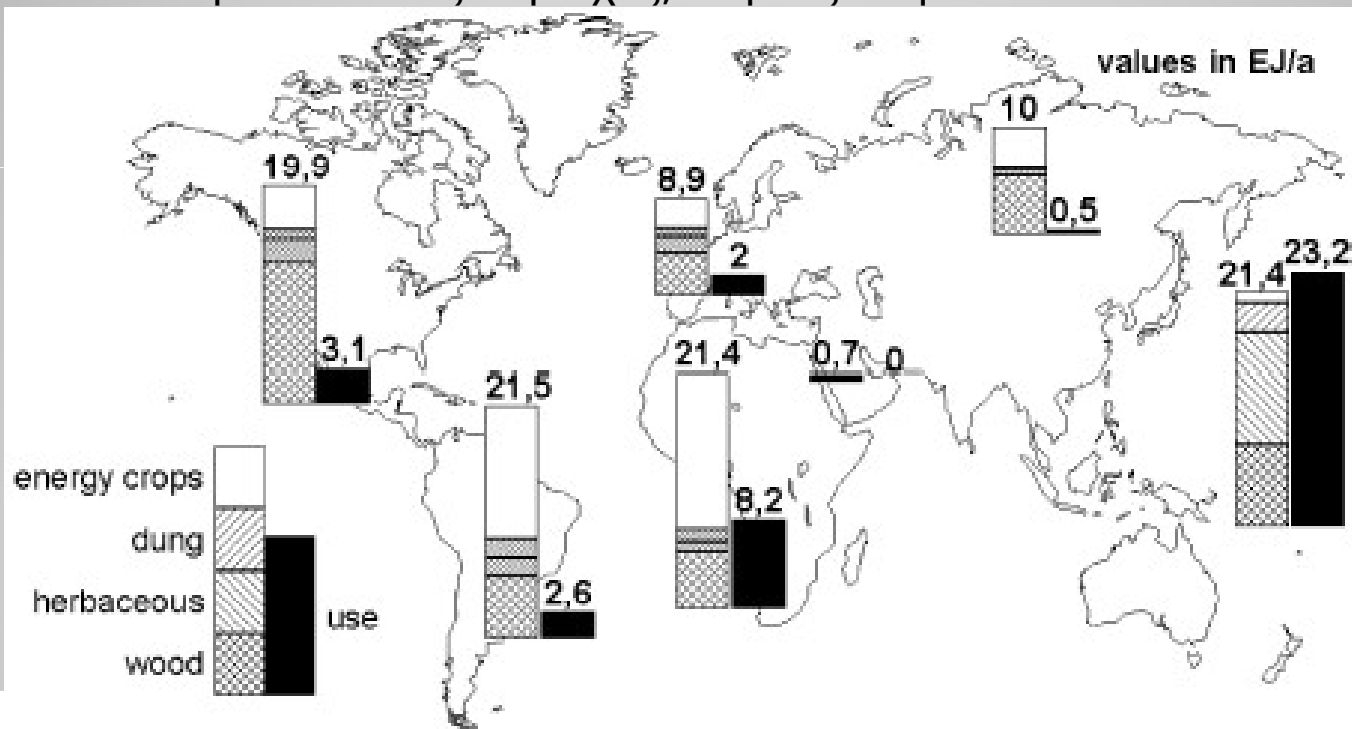 values in EJ/a
10
19,9
8,9
0,5
2
23,2
21,4
3,1
21,4
0,7
0
21,5
8,2
2,6
energy crops
dung
herbaceous
wood
use